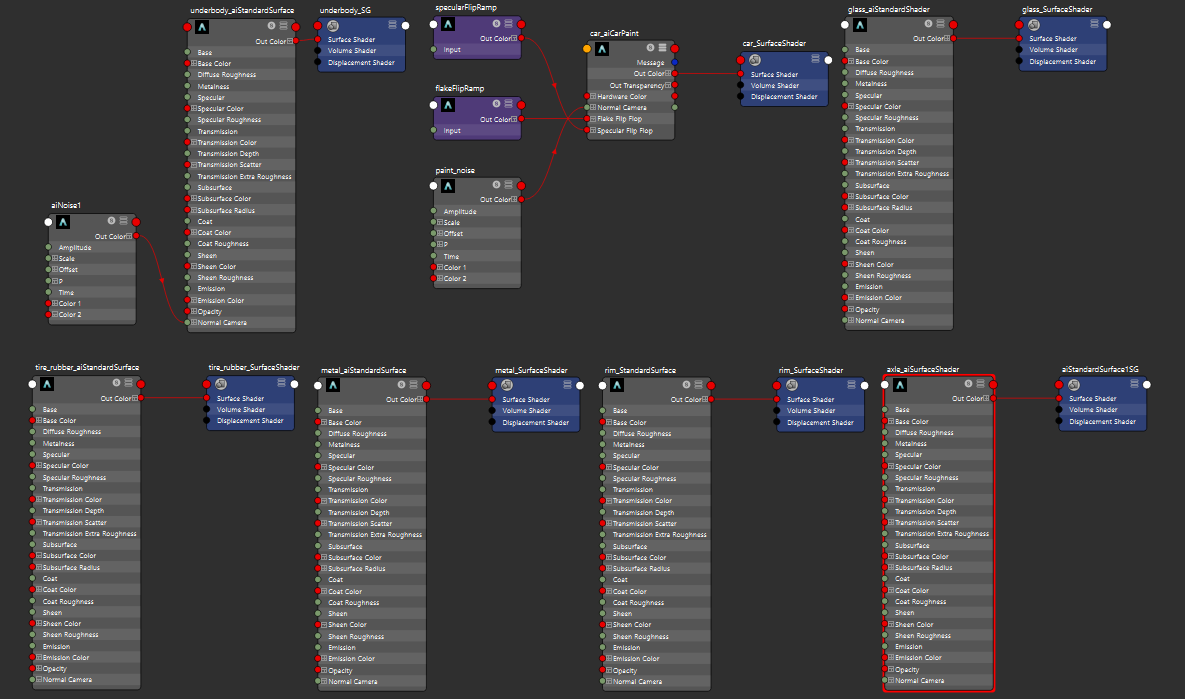 underbody_aiStandardSurface
Out Color
Base
Base Color
Diffuse Roughness
Metalness
Specular
Specular Color
Specular Roughness
Transmission
Transmission Color
Transmission Depth
Transmission Scatter
Transmission Extra Roughness
Subsurface
Subsurface Color
Subsurface Radius
Coat
Coat Color
Coat Roughness
Sheen
Sheen Color
Sheen Roughness
Emission
Emission Color
Opacity
Normal Camera
underbody_SG
Surface Shader
Volume Shader
Displacement Shader
specularFlipRamp
Out Color
Input
flakeFlipRamp
Out Color
Input
paint_noise
Out Color
Amplitude
Scale
Offset
P
Time
Color 1
Color 2
car_aiCarPaint
Message
Out Color
Out Transparency
Hardware Color
Normal Camera
Flake Flip Flop
Specular Flip Flop
car_SurfaceShader
Surface Shader
Volume Shader
Displacement Shader
glass_aiStandardShader
Out Color
Base
Base Color
Diffuse Roughness
Metalness
Specular
Specular Color
Specular Roughness
Transmission
Transmission Color
Transmission Depth
Transmission Scatter
Transmission Extra Roughness
Subsurface
Subsurface Color
Subsurface Radius
Coat
Coat Color
Coat Roughness
Sheen
Sheen Color
Sheen Roughness
Emission
Emission Color
Opacity
Normal Camera
glass_SurfaceShader
Surface Shader
Volume Shader
Displacement Shader
aiNoise1
Out Color
Amplitude
Scale
Offset
P
Time
Color 1
Color 2
tire_rubber_aiStandardSurface
Out Color
Base
Base Color
Diffuse Roughness
Metalness
Specular
Specular Color
Specular Roughness
Transmission
Transmission Color
Transmission Depth
Transmission Scatter
Transmission Extra Roughness
Subsurface
Subsurface Color
Subsurface Radius
Coat
Coat Color
Coat Roughness
Sheen
Sheen Color
Sheen Roughness
Emission
Emission Color
Opacity
Normal Camera
tire_rubber_SurfaceShader
Surface Shader
Volume Shader
Displacement Shader
metal_aiStandardSurface
Out Color
Base
Base Color
Diffuse Roughness
Metalness
Specular
Specular Color
Specular Roughness
Transmission
Transmission Color
Transmission Depth
Transmission Scatter
Transmission Extra Roughness
Subsurface
Subsurface Color
Subsurface Radius
Coat
Coat Color
Coat Roughness
Sheen
Sheen Color
Sheen Roughness
Emission
Emission Color
Opacity
Normal Camera
metal_SurfaceShader
Surface Shader
Volume Shader
Displacement Shader
rim_StandardSurface
Out Color
Base
Base Color
Diffuse Roughness
Metalness
Specular
Specular Color
Specular Roughness
Transmission
Transmission Color
Transmission Depth
Transmission Scatter
Transmission Extra Roughness
Subsurface
Subsurface Color
Subsurface Radius
Coat
Coat Color
Coat Roughness
Sheen
Sheen Color
Sheen Roughness
Emission
Emission Color
Opacity
Normal Camera
rim_SurfaceShader
Surface Shader
Volume Shader
Displacement Shader
axle_aiSurfaceShader
Out Color
Base
Base Color
Diffuse Roughness
Metalness
Specular
Specular Color
Specular Roughness
Transmission
Transmission Color
Transmission Depth
Transmission Scatter
Transmission Extra Roughness
Subsurface
Subsurface Color
Subsurface Radius
Coat
Coat Color
Coat Roughness
Sheen
Sheen Color
Sheen Roughness
Emission
Emission Color
Opacity
Normal Camera
aiStandardSurface1SG
Surface Shader
Volume Shader
Displacement Shader